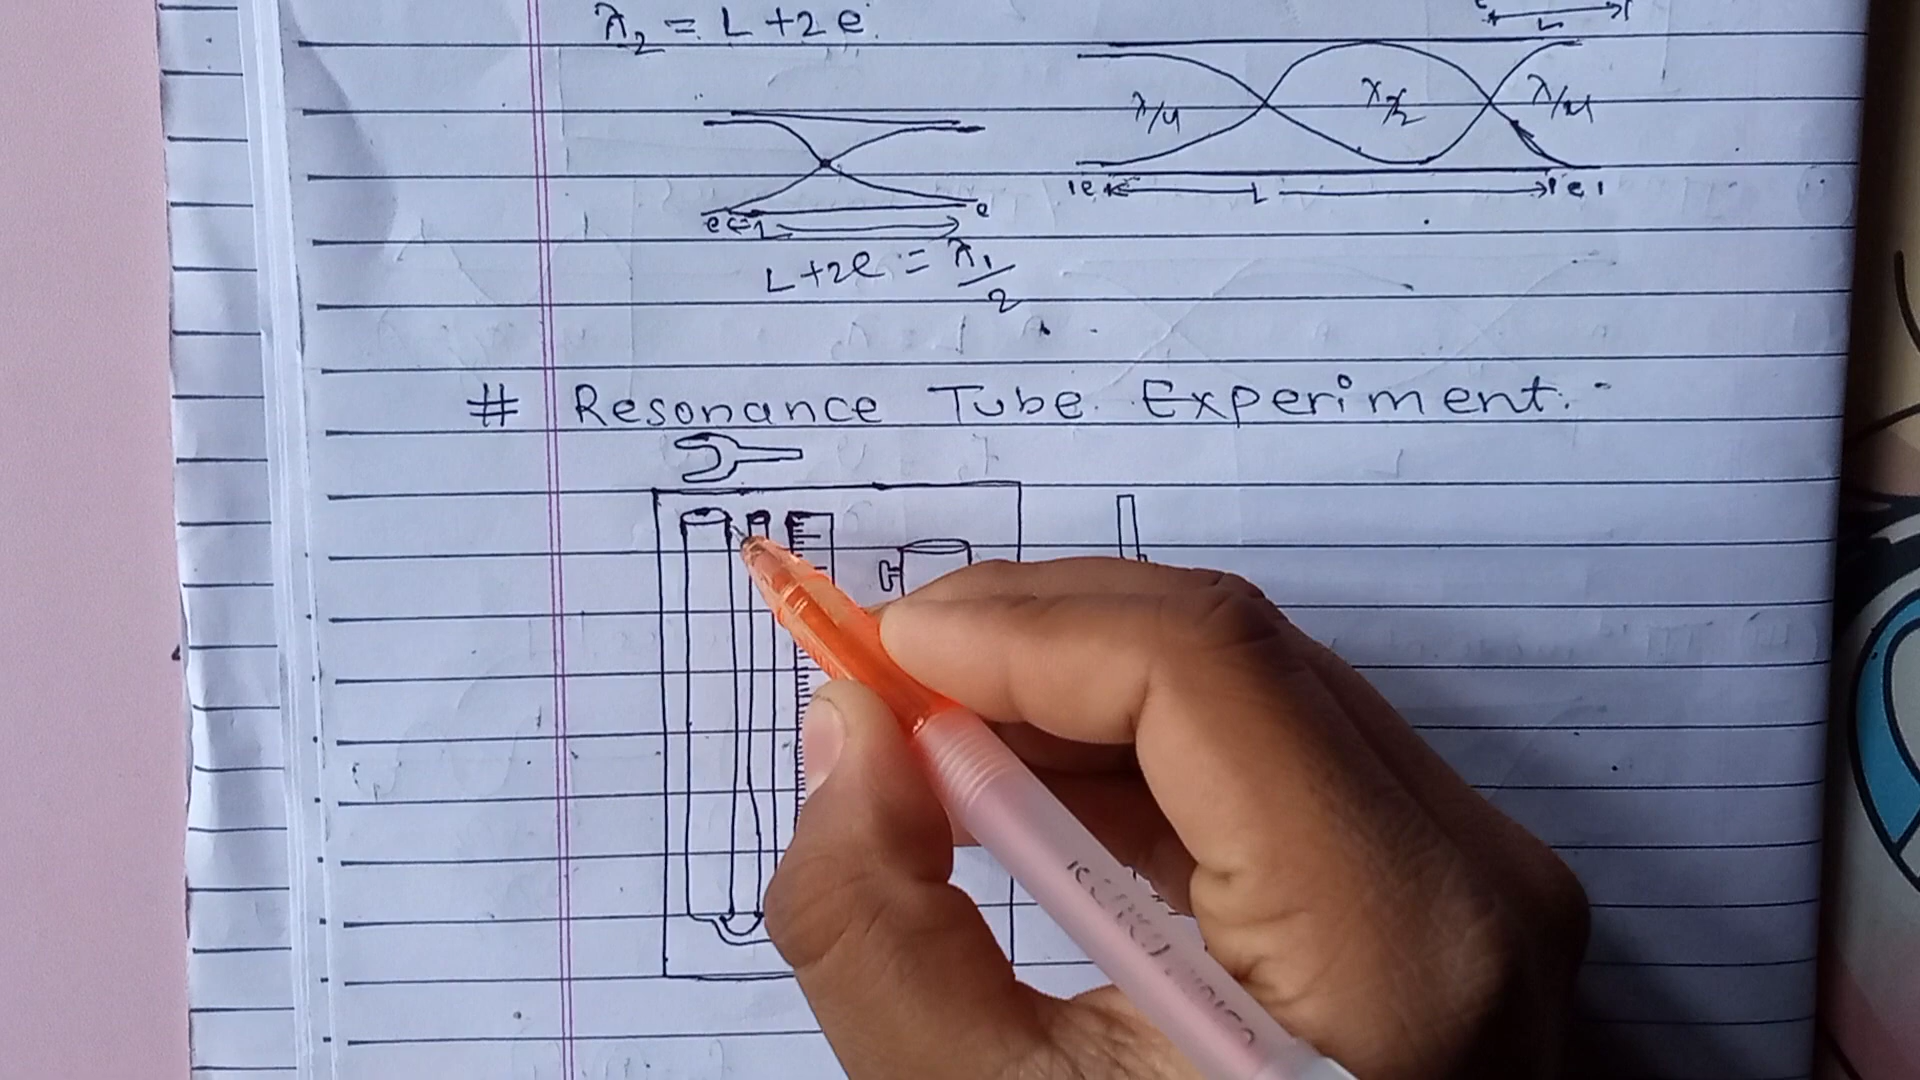 λ₂ = L + 2e
L
λ/4 λ/2 λ/4
e L e
e L e
L + 2e = λ₁/2
# Resonance Tube Experiment :-